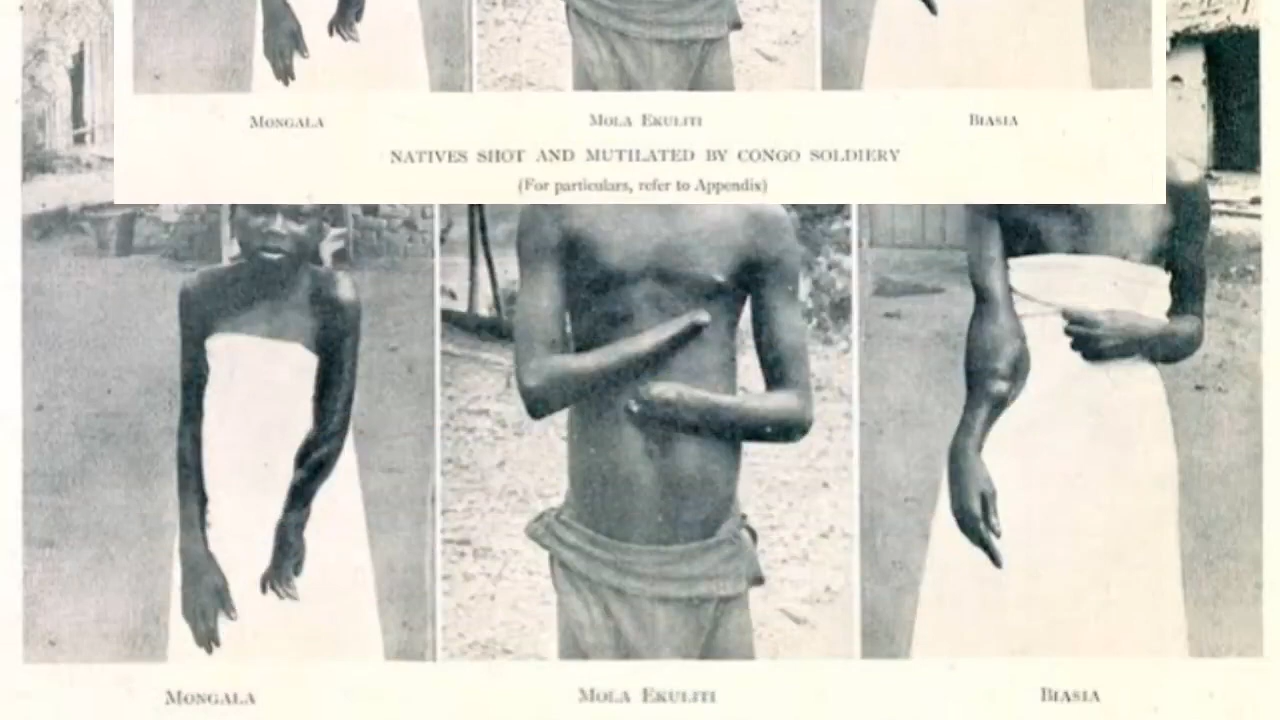 MONGALA MOLA EKULITI BIASIA
NATIVES SHOT AND MUTILATED BY CONGO SOLDIERY
(For particulars, refer to Appendix)
MONGALA MOLA EKULITI BIASIA